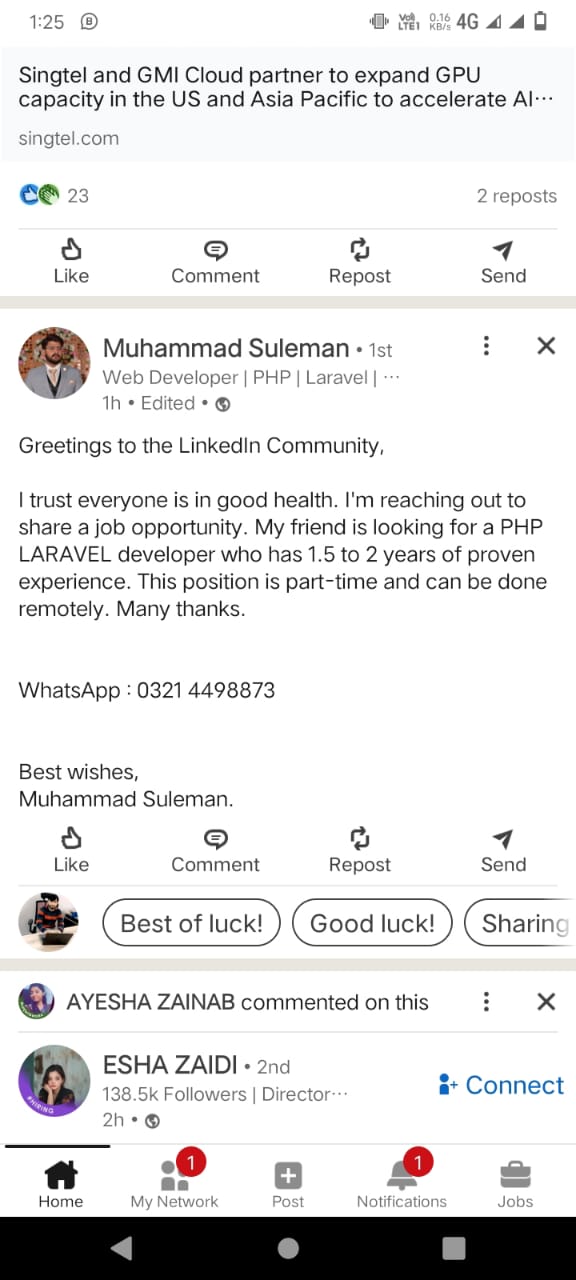 1:25
VoI) LTE1 0.16 KB/s 4G
Singtel and GMI Cloud partner to expand GPU
capacity in the US and Asia Pacific to accelerate AI...
singtel.com
23 2 reposts
Like Comment Repost Send
Muhammad Suleman • 1st
Web Developer | PHP | Laravel | ...
1h • Edited •
Greetings to the LinkedIn Community,
I trust everyone is in good health. I'm reaching out to
share a job opportunity. My friend is looking for a PHP
LARAVEL developer who has 1.5 to 2 years of proven
experience. This position is part-time and can be done
remotely. Many thanks.
WhatsApp : 0321 4498873
Best wishes,
Muhammad Suleman.
Like Comment Repost Send
Best of luck! Good luck! Sharing
AYESHA ZAINAB commented on this
ESHA ZAIDI • 2nd
138.5k Followers | Director...
2h •
Connect
#HIRING
1 1
Home My Network Post Notifications Jobs